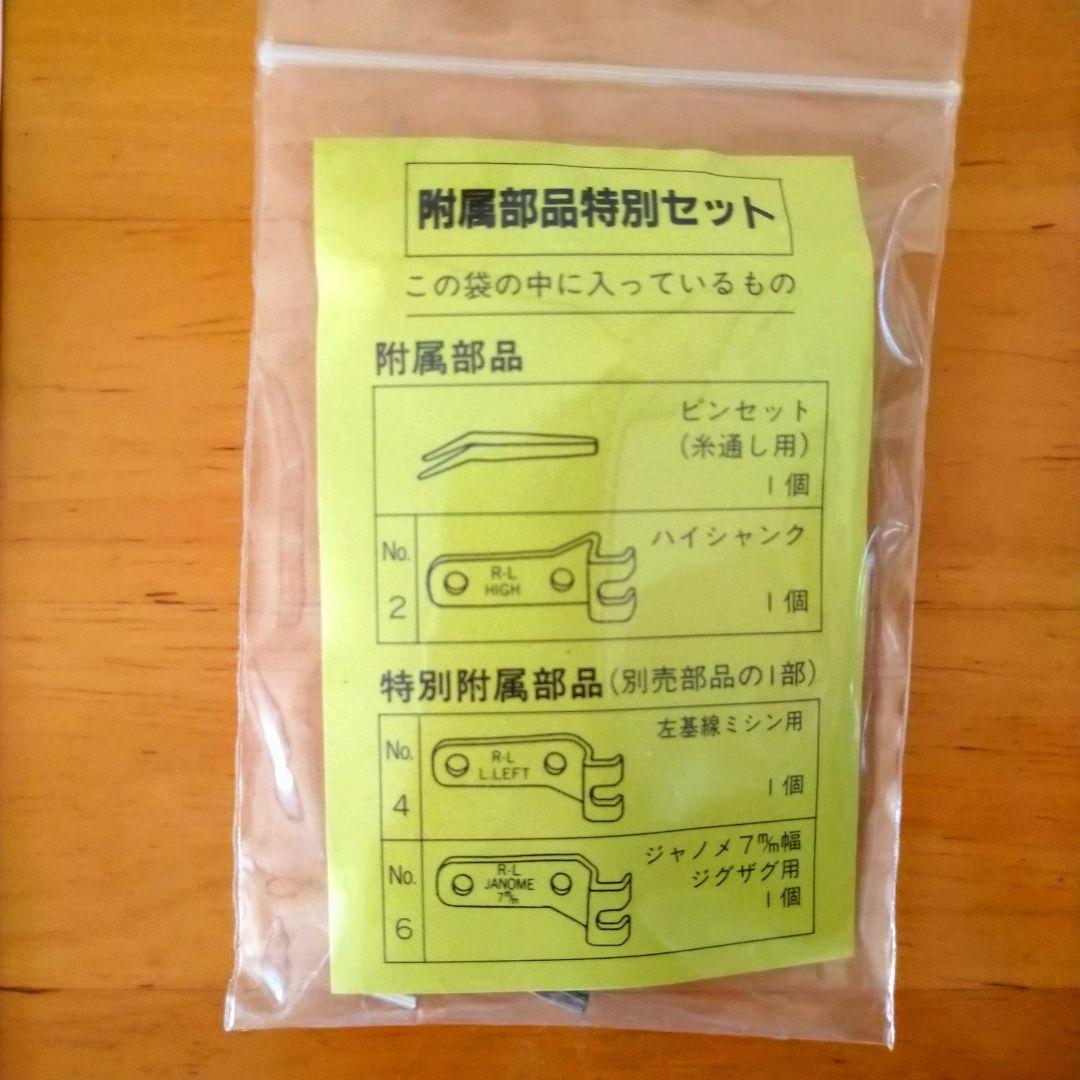 附属部品特別セット
この袋の中に入っているもの
附属部品
ピンセット
(糸通し用)
1個
No.
2
R-L
HIGH
ハイシャンク
1個
特別附属部品(別売部品の1部)
No.
4
R-L
L.LEFT
左基線ミシン用
1個
No.
6
R-L
JANOME
7m/m
ジャノメ7m/m幅
ジグザグ用
1個